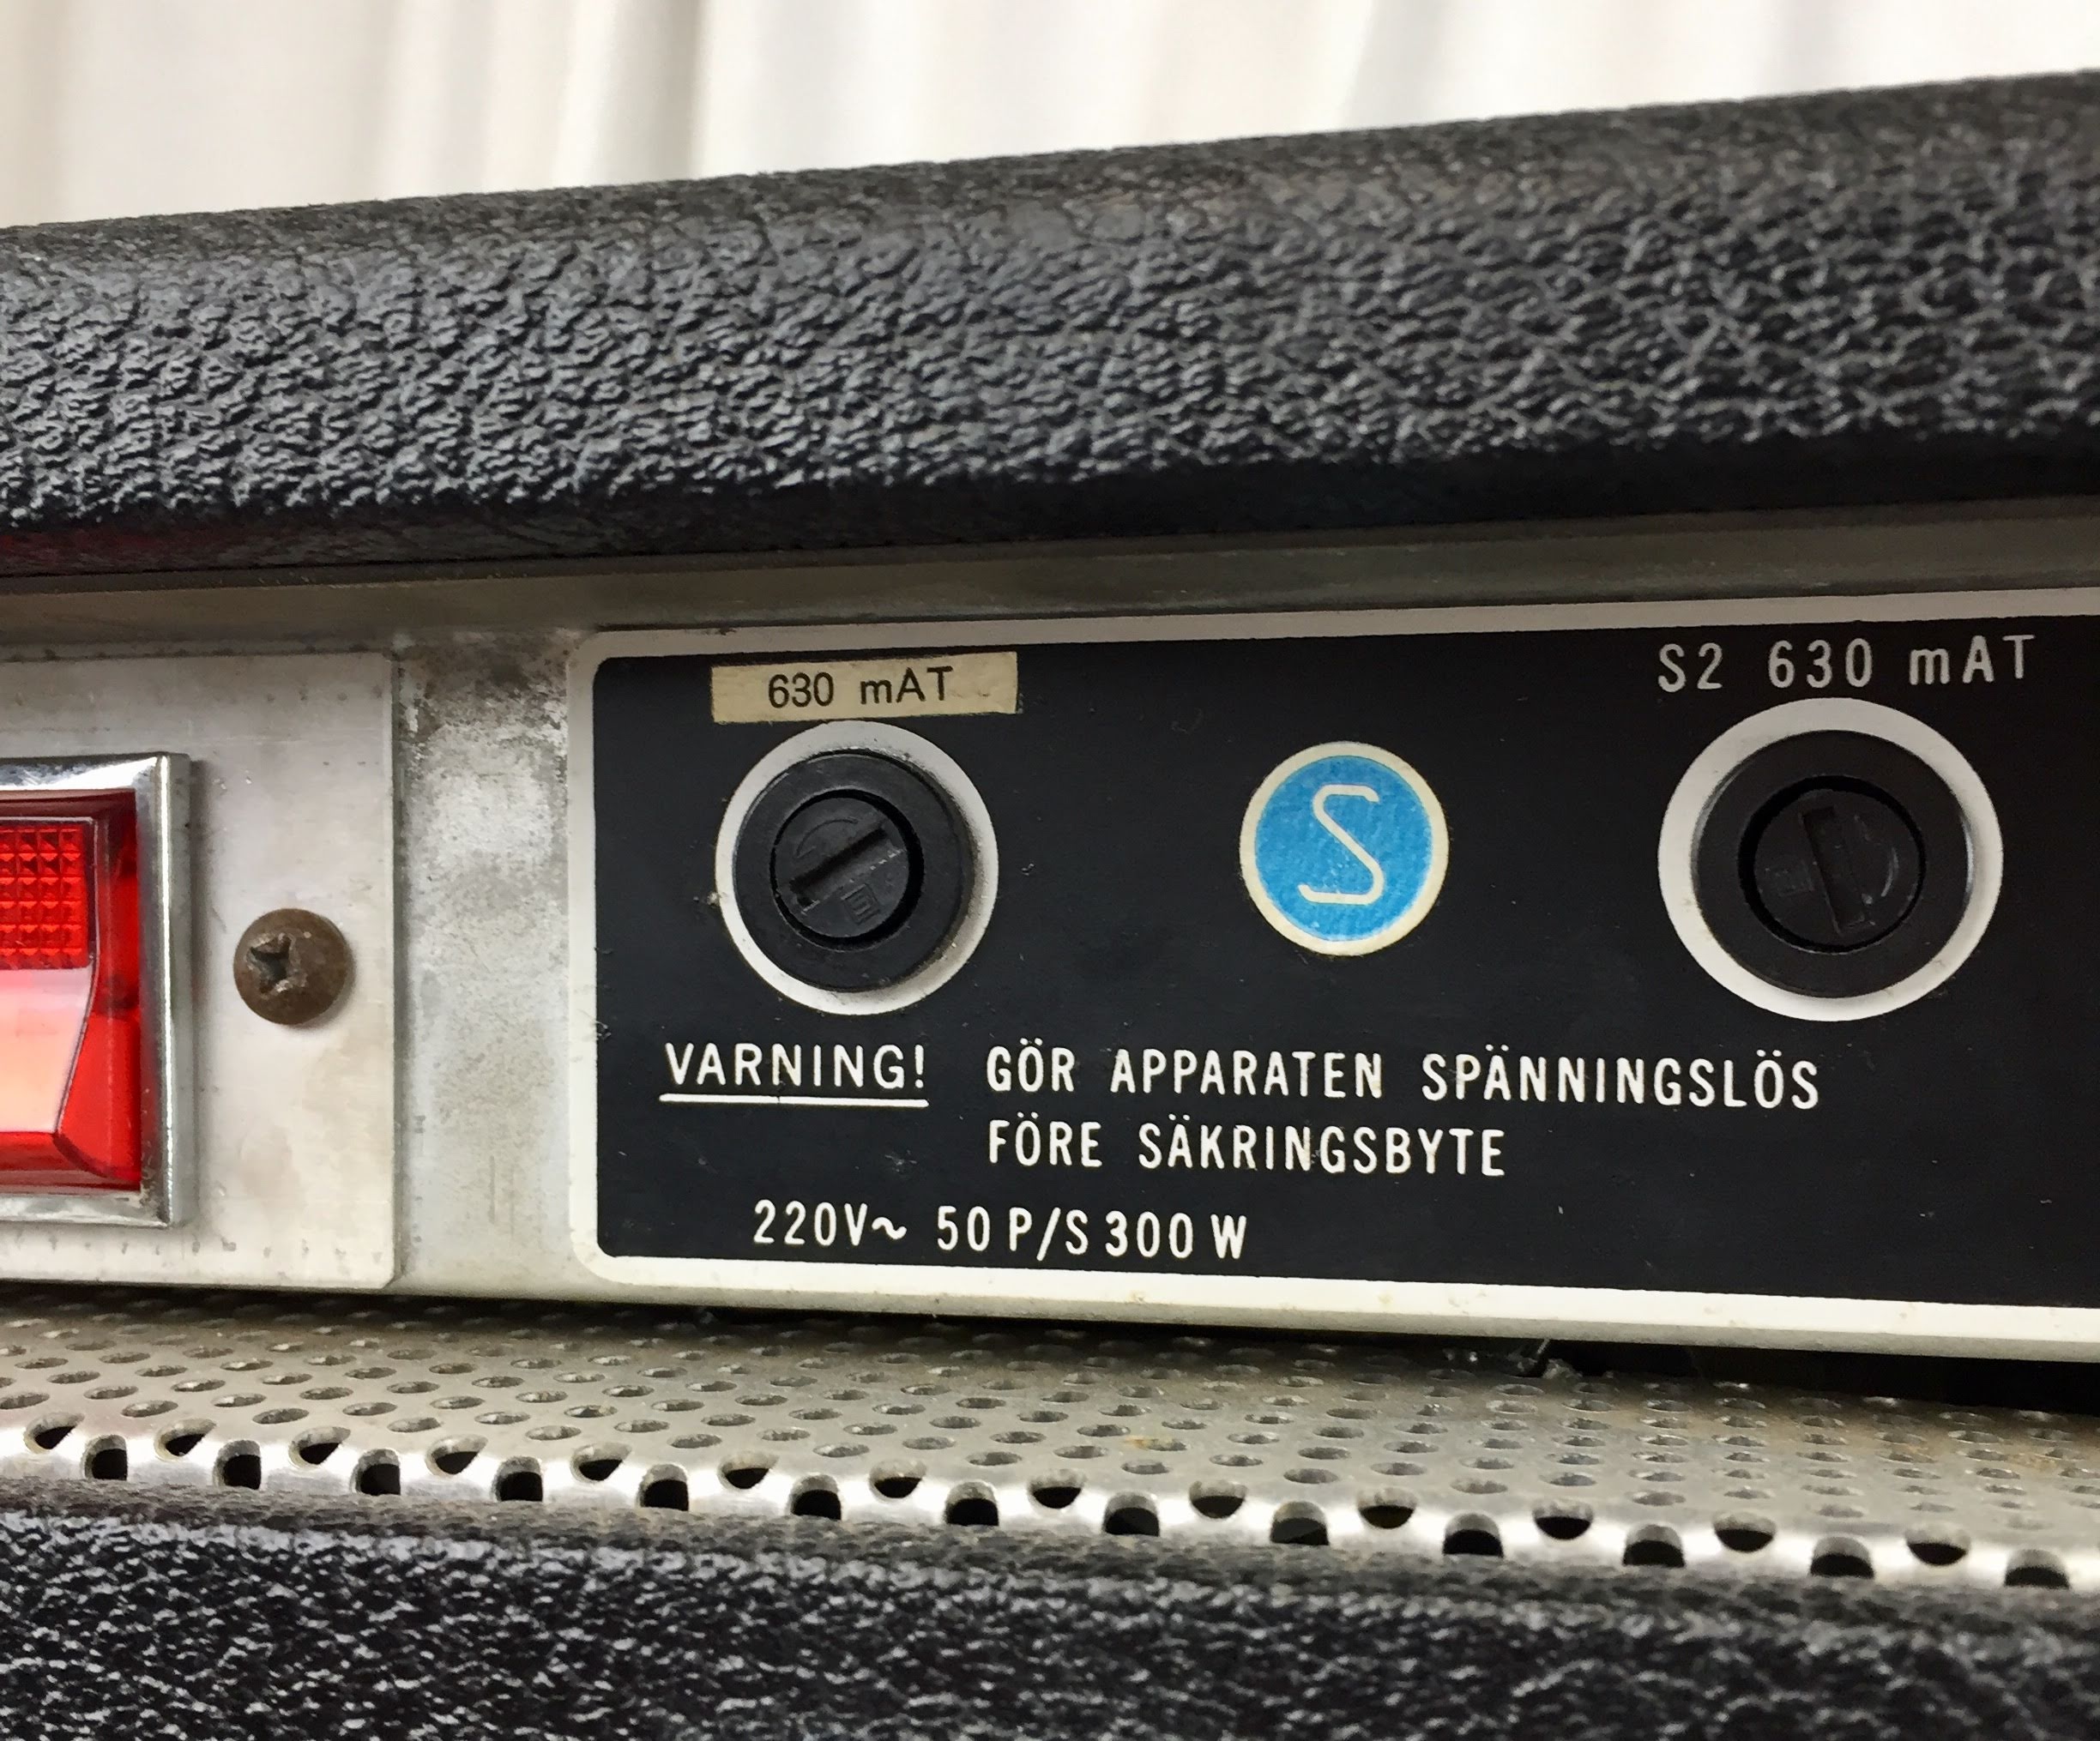 630 mAT
S2 630 mAT
S
VARNING! GÖR APPARATEN SPÄNNINGSLÖS
FÖRE SÄKRINGSBYTE
220V~ 50 P/S 300 W